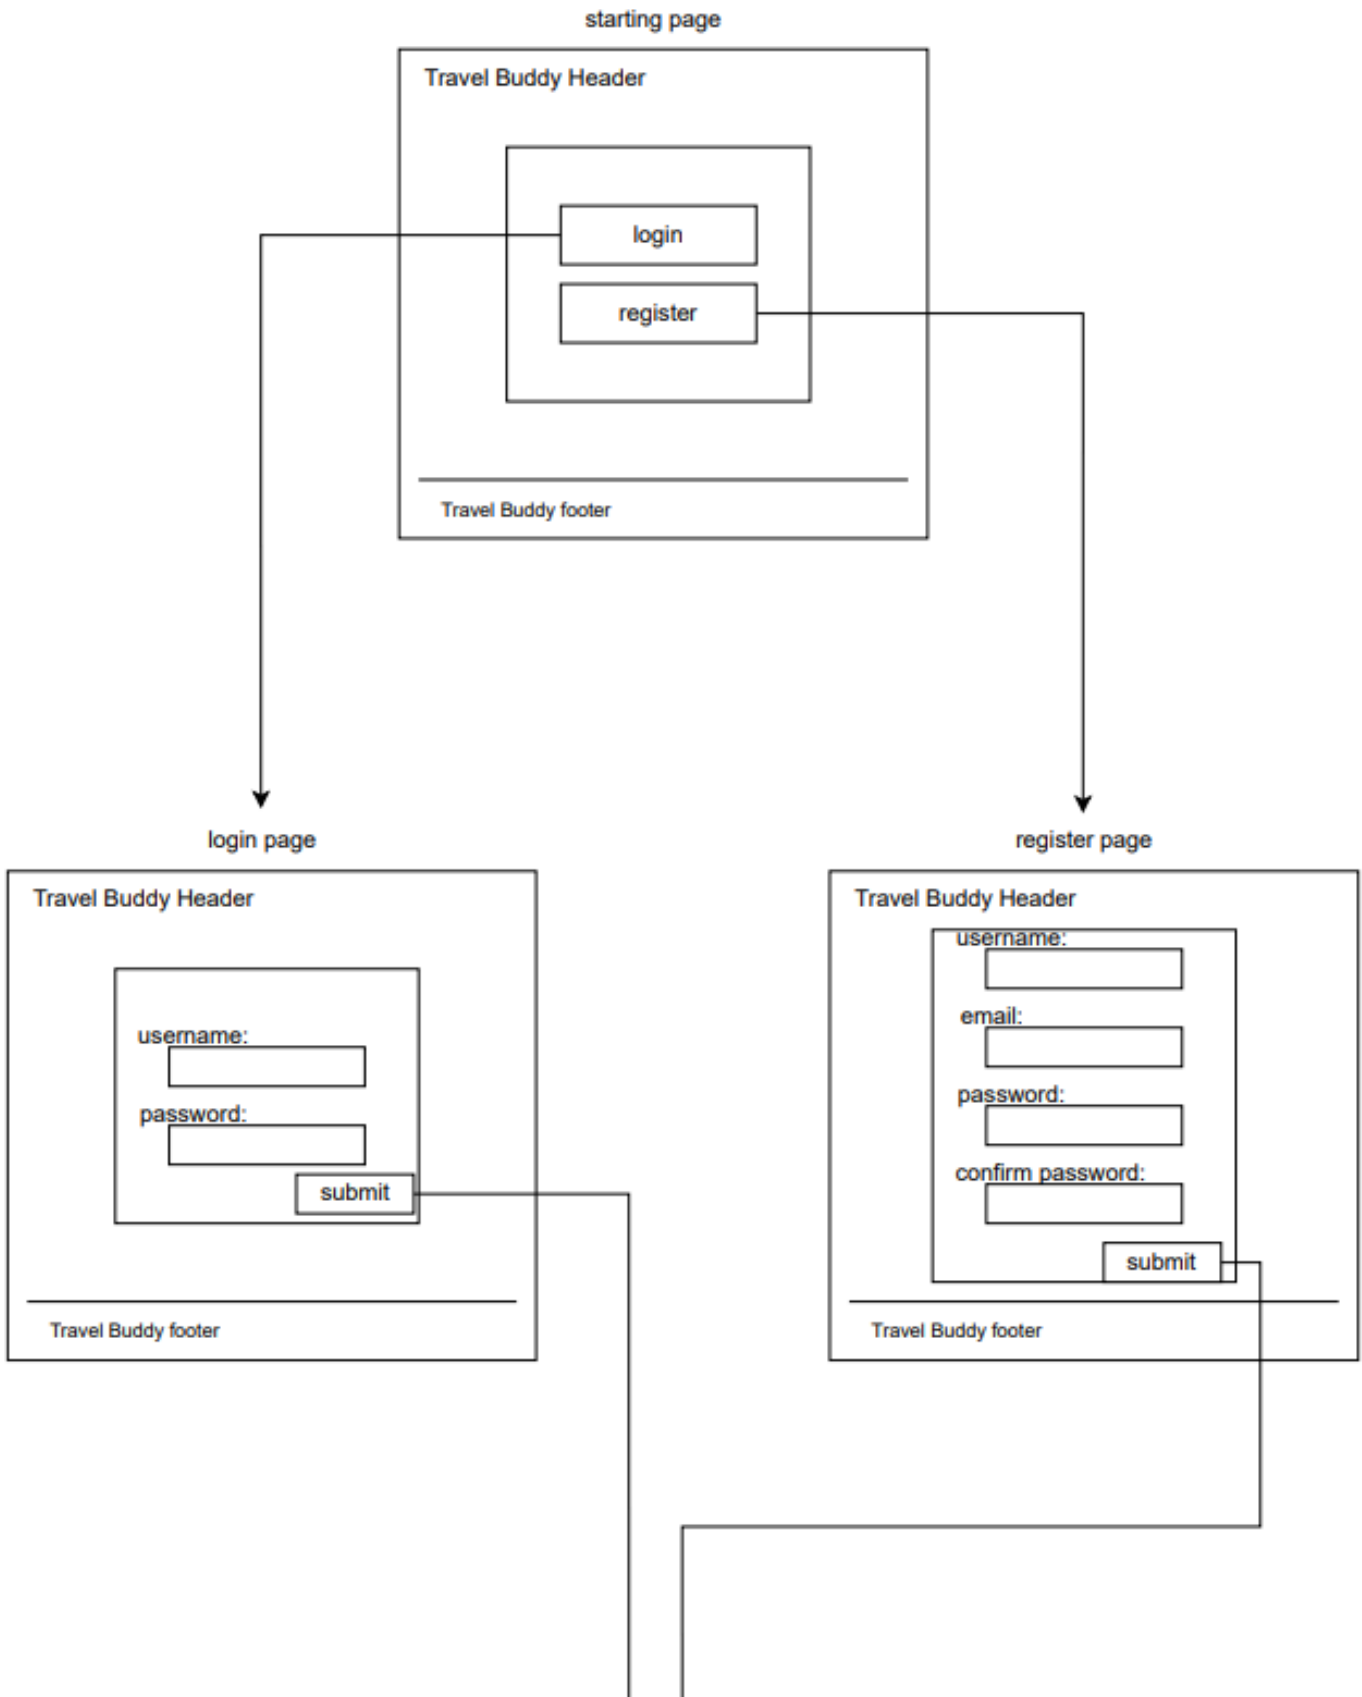 starting page
Travel Buddy Header
login
register
Travel Buddy footer
login page
Travel Buddy Header
username:
password:
submit
Travel Buddy footer
register page
Travel Buddy Header
username:
email:
password:
confirm password:
submit
Travel Buddy footer